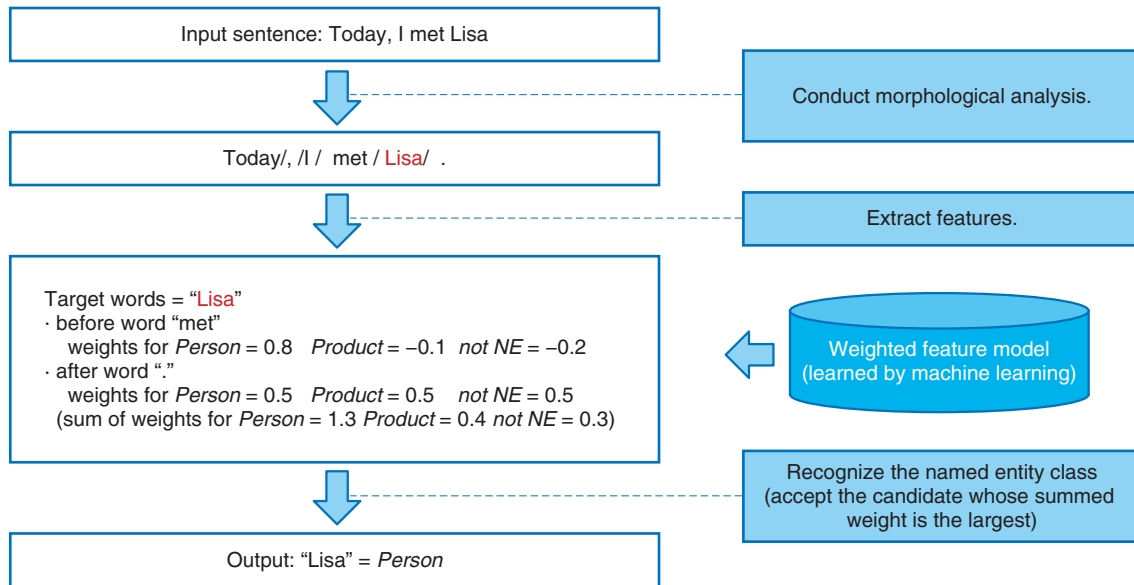 Input sentence: Today, I met Lisa
Conduct morphological analysis.
Today/, /I / met / Lisa/ .
Extract features.
Target words = “Lisa”
· before word “met”
weights for Person = 0.8 Product = −0.1 not NE = −0.2
· after word “.”
weights for Person = 0.5 Product = 0.5 not NE = 0.5
(sum of weights for Person = 1.3 Product = 0.4 not NE = 0.3)
Weighted feature model
(learned by machine learning)
Recognize the named entity class
(accept the candidate whose summed
weight is the largest)
Output: “Lisa” = Person